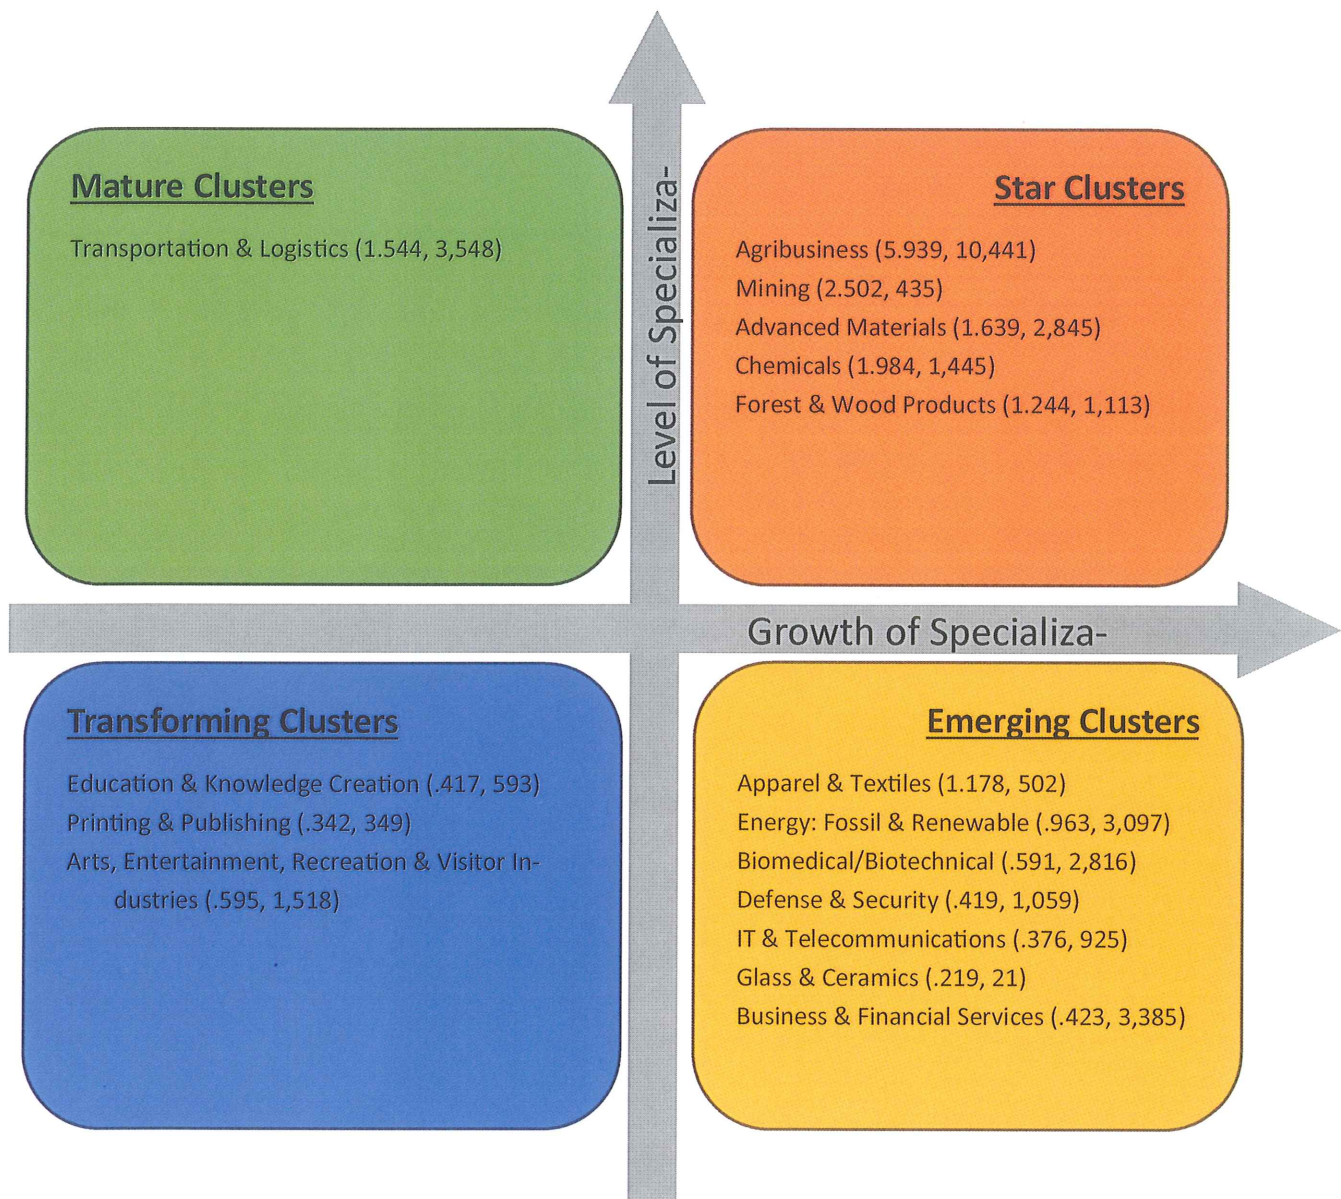 Mature Clusters
Transportation & Logistics (1.544, 3,548)
Level of Specializa-
Star Clusters
Agribusiness (5.939, 10,441)
Mining (2.502, 435)
Advanced Materials (1.639, 2,845)
Chemicals (1.984, 1,445)
Forest & Wood Products (1.244, 1,113)
Growth of Specializa-
Transforming Clusters
Education & Knowledge Creation (.417, 593)
Printing & Publishing (.342, 349)
Arts, Entertainment, Recreation & Visitor In-
dustries (.595, 1,518)
Emerging Clusters
Apparel & Textiles (1.178, 502)
Energy: Fossil & Renewable (.963, 3,097)
Biomedical/Biotechnical (.591, 2,816)
Defense & Security (.419, 1,059)
IT & Telecommunications (.376, 925)
Glass & Ceramics (.219, 21)
Business & Financial Services (.423, 3,385)